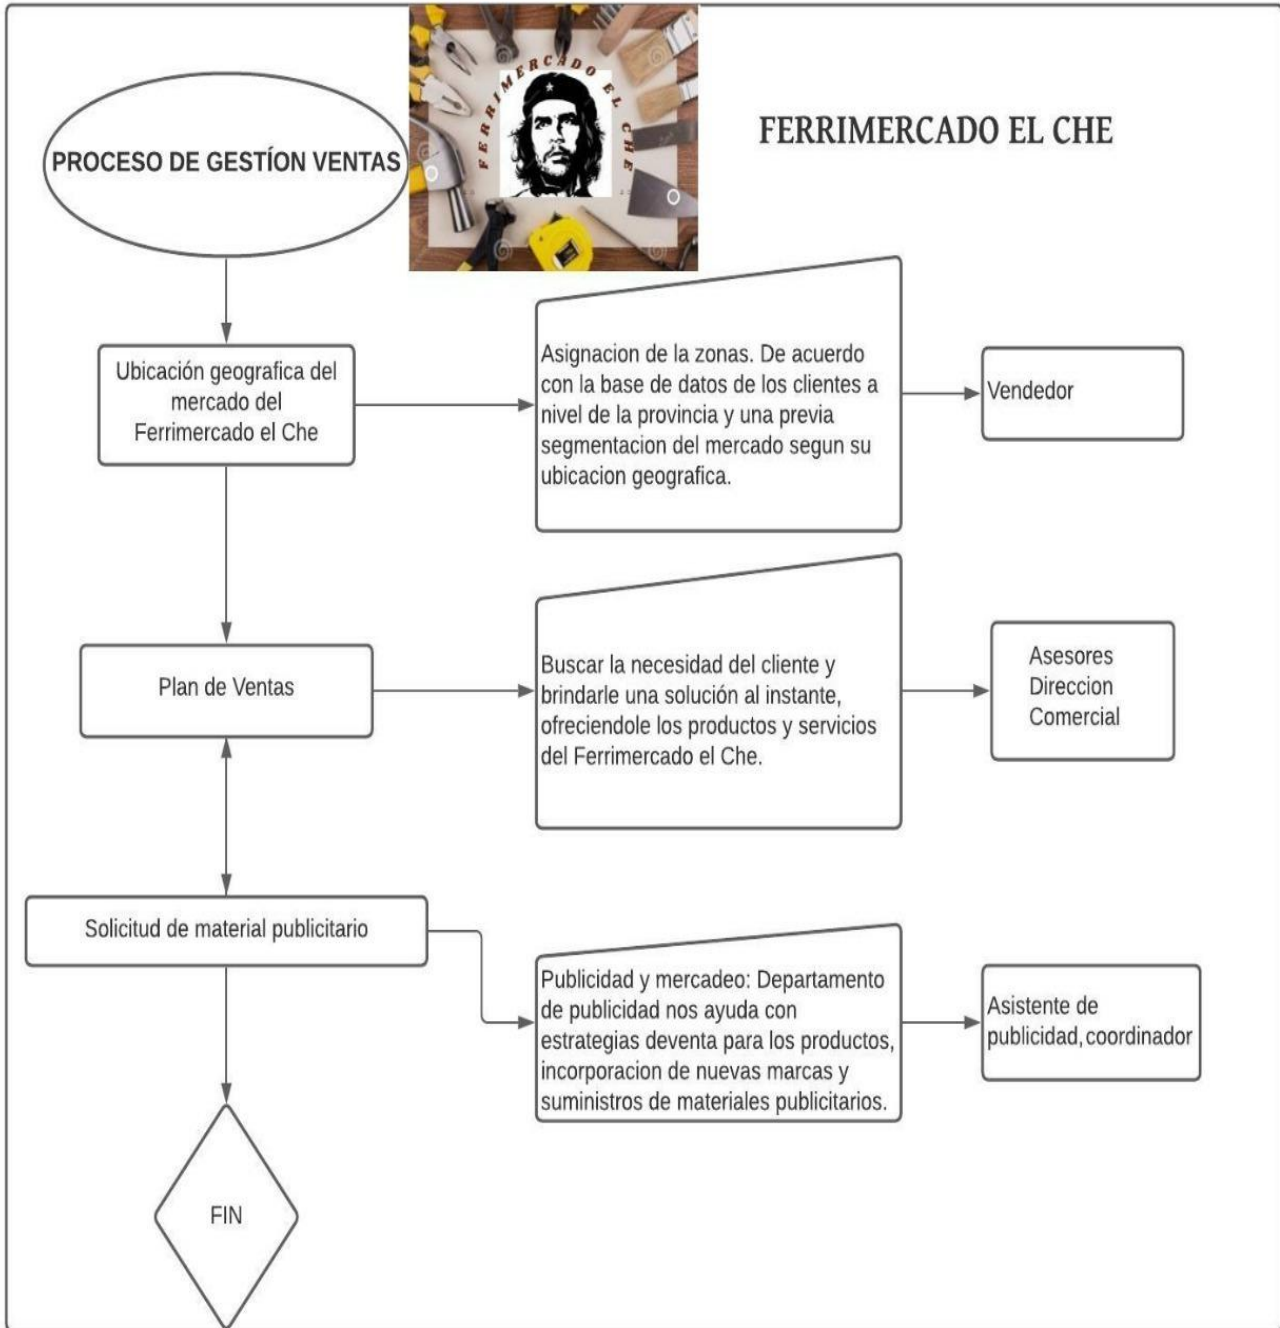 PROCESO DE GESTÍON VENTAS
FERRIMERCADO EL CHE
FERRIMERCADO EL CHE
Ubicación geografica del
mercado del
Ferrimercado el Che
Asignacion de la zonas. De acuerdo
con la base de datos de los clientes a
nivel de la provincia y una previa
segmentacion del mercado segun su
ubicacion geografica.
Vendedor
Plan de Ventas
Buscar la necesidad del cliente y
brindarle una solución al instante,
ofreciendole los productos y servicios
del Ferrimercado el Che.
Asesores
Direccion
Comercial
Solicitud de material publicitario
Publicidad y mercadeo: Departamento
de publicidad nos ayuda con
estrategias deventa para los productos,
incorporacion de nuevas marcas y
suministros de materiales publicitarios.
Asistente de
publicidad, coordinador
FIN